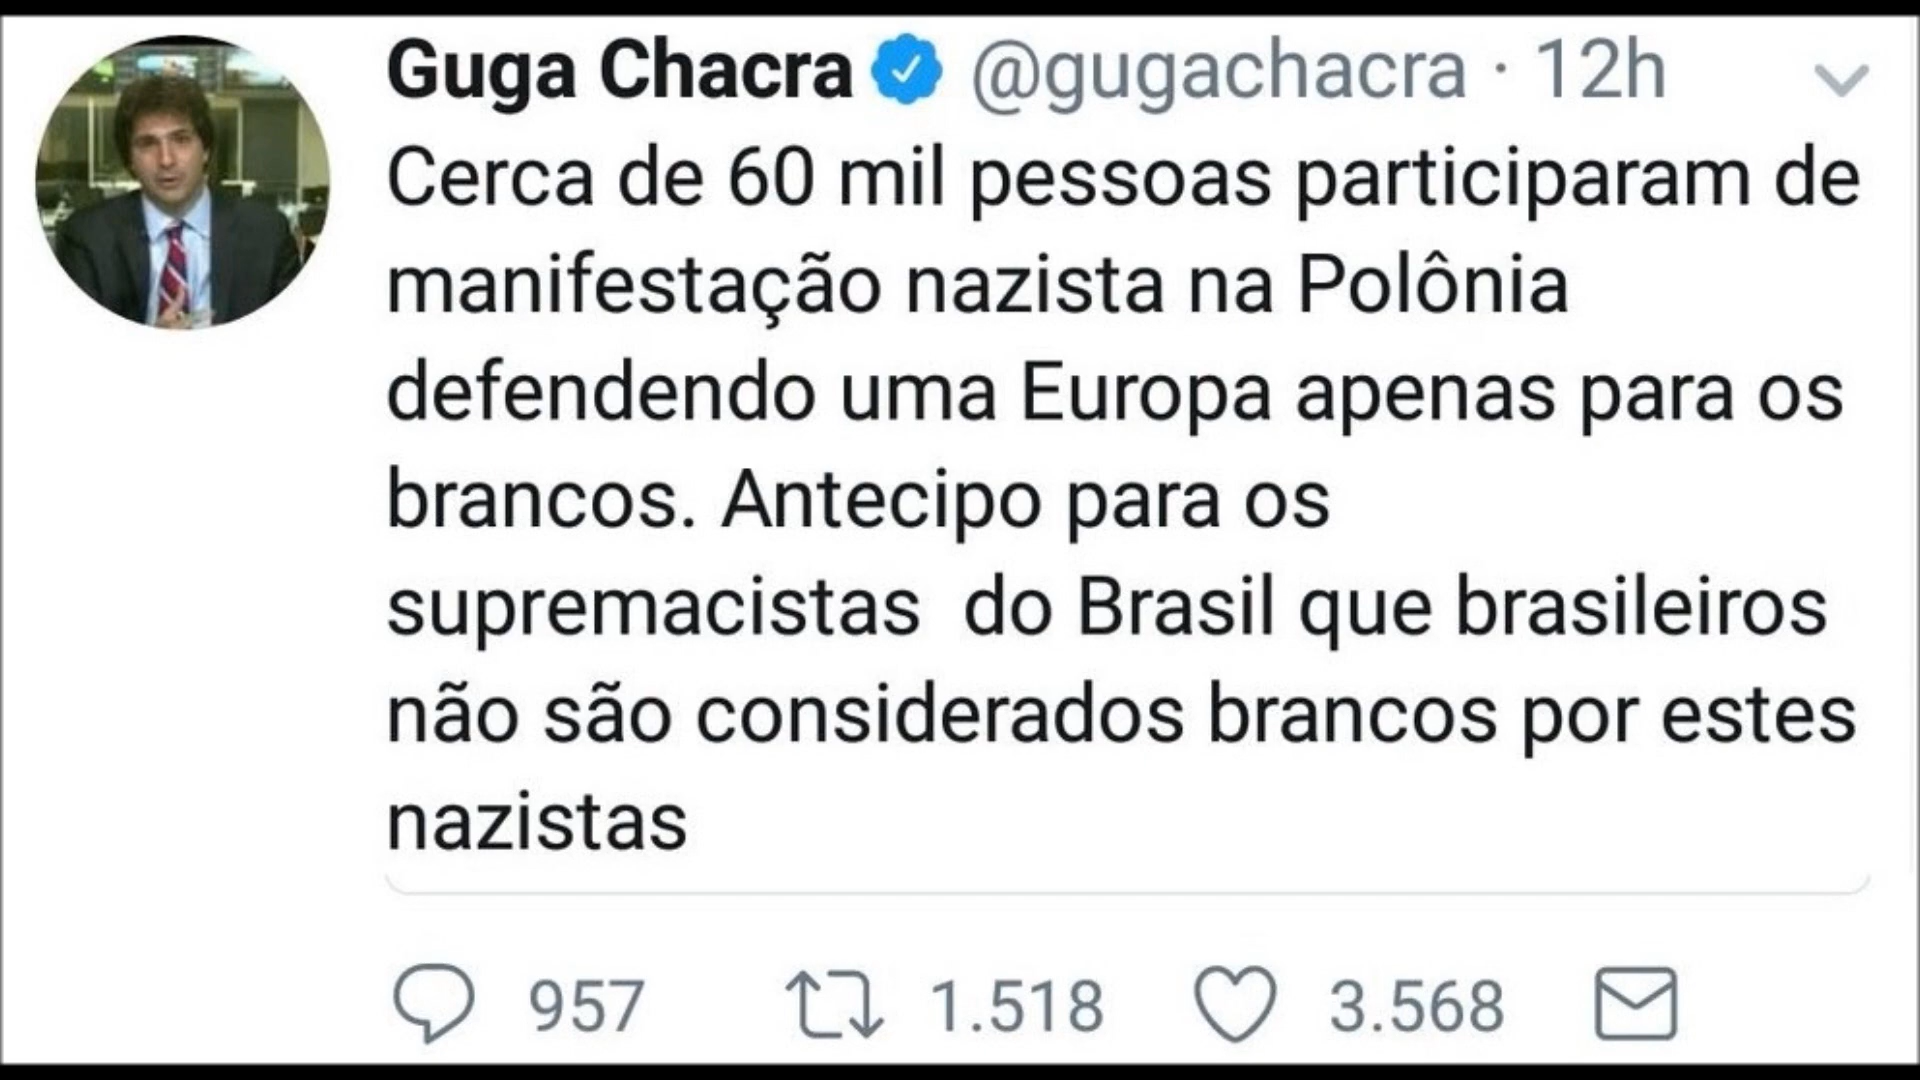 Guga Chacra @gugachacra · 12h
Cerca de 60 mil pessoas participaram de
manifestação nazista na Polônia
defendendo uma Europa apenas para os
brancos. Antecipo para os
supremacistas  do Brasil que brasileiros
não são considerados brancos por estes
nazistas
957 1.518 3.568